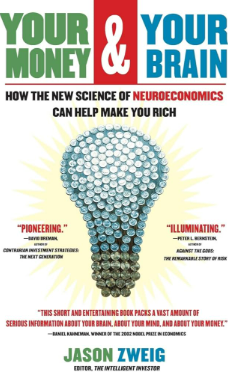 YOUR MONEY & YOUR BRAIN
HOW THE NEW SCIENCE OF NEUROECONOMICS
CAN HELP MAKE YOU RICH
"PIONEERING."
—DAVID DREMAN,
AUTHOR OF
CONTRARIAN INVESTMENT STRATEGIES:
THE NEXT GENERATION
"ILLUMINATING."
—PETER L. BERNSTEIN,
AUTHOR OF
AGAINST THE GODS:
THE REMARKABLE STORY OF RISK
"THIS SHORT AND ENTERTAINING BOOK PACKS A VAST AMOUNT OF
SERIOUS INFORMATION ABOUT YOUR BRAIN, ABOUT YOUR MIND, AND ABOUT YOUR MONEY."
—DANIEL KAHNEMAN, WINNER OF THE 2002 NOBEL PRIZE IN ECONOMICS
JASON ZWEIG
EDITOR, THE INTELLIGENT INVESTOR